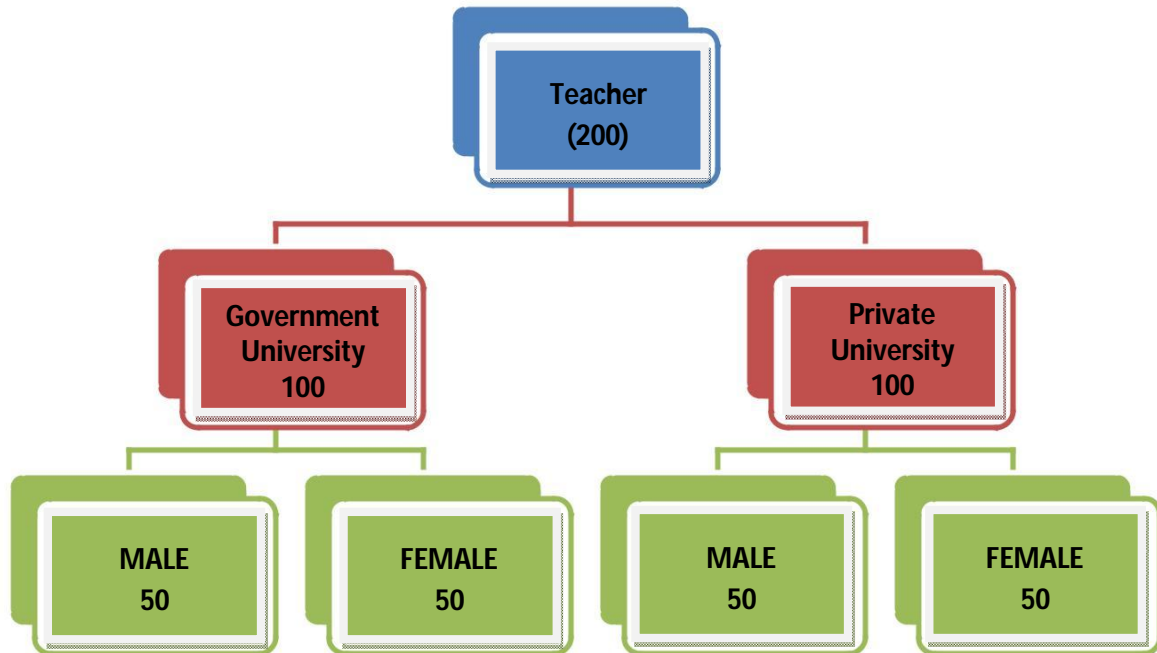 Teacher
(200)
Government
University
100
Private
University
100
MALE
50
FEMALE
50
MALE
50
FEMALE
50